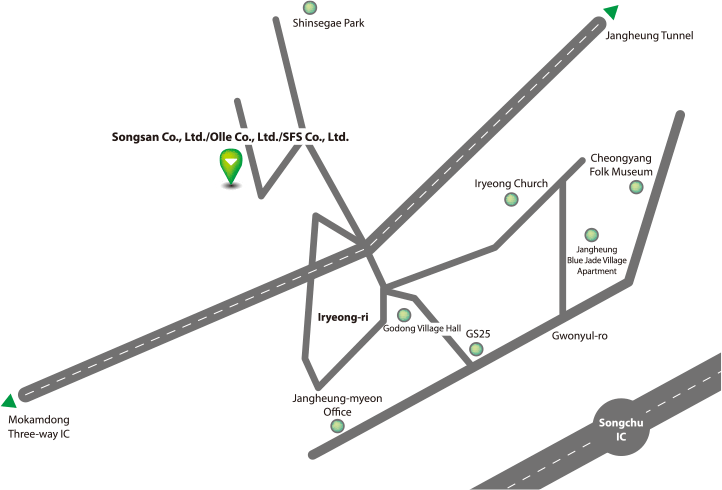 Shinsegae Park
Jangheung Tunnel
Songsan Co., Ltd./Olle Co., Ltd./SFS Co., Ltd.
Cheongyang
Folk Museum
Iryeong Church
Jangheung
Blue Jade Village
Apartment
Iryeong-ri
Godong Village Hall
GS25
Gwonyul-ro
Jangheung-myeon
Office
Mokamdong
Three-way IC
Songchu
IC